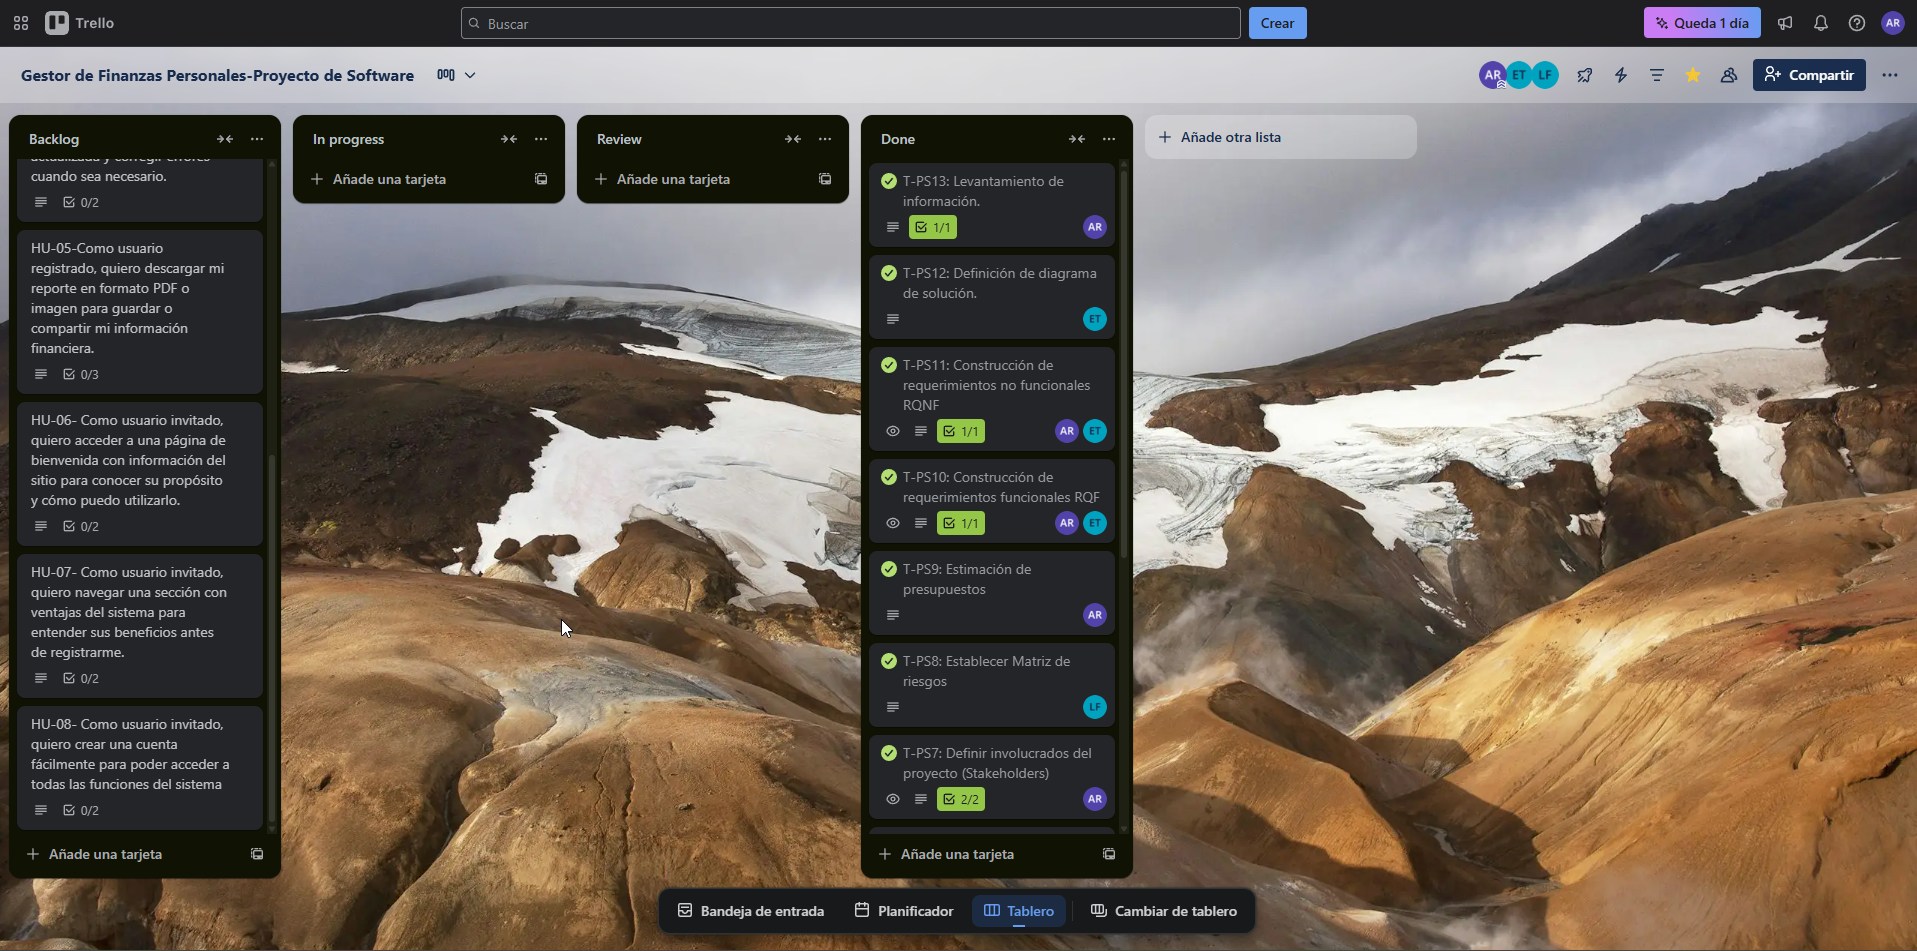 Trello
Buscar
Crear
Queda 1 día
AR
Gestor de Finanzas Personales-Proyecto de Software
AR
ET
LF
Compartir
Backlog
actualizada y corregir errores
cuando sea necesario.
0/2
HU-05-Como usuario
registrado, quiero descargar mi
reporte en formato PDF o
imagen para guardar o
compartir mi información
financiera.
0/3
HU-06- Como usuario invitado,
quiero acceder a una página de
bienvenida con información del
sitio para conocer su propósito
y cómo puedo utilizarlo.
0/2
HU-07- Como usuario invitado,
quiero navegar una sección con
ventajas del sistema para
entender sus beneficios antes
de registrarme.
0/2
HU-08- Como usuario invitado,
quiero crear una cuenta
fácilmente para poder acceder a
todas las funciones del sistema
0/2
Añade una tarjeta
In progress
Añade una tarjeta
Review
Añade una tarjeta
Done
T-PS13: Levantamiento de
información.
1/1
AR
T-PS12: Definición de diagrama
de solución.
ET
T-PS11: Construcción de
requerimientos no funcionales
RQNF
1/1
AR
ET
T-PS10: Construcción de
requerimientos funcionales RQF
1/1
AR
ET
T-PS9: Estimación de
presupuestos
AR
T-PS8: Establecer Matriz de
riesgos
LF
T-PS7: Definir involucrados del
proyecto (Stakeholders)
2/2
AR
Añade una tarjeta
Añade otra lista
Bandeja de entrada
Planificador
Tablero
Cambiar de tablero